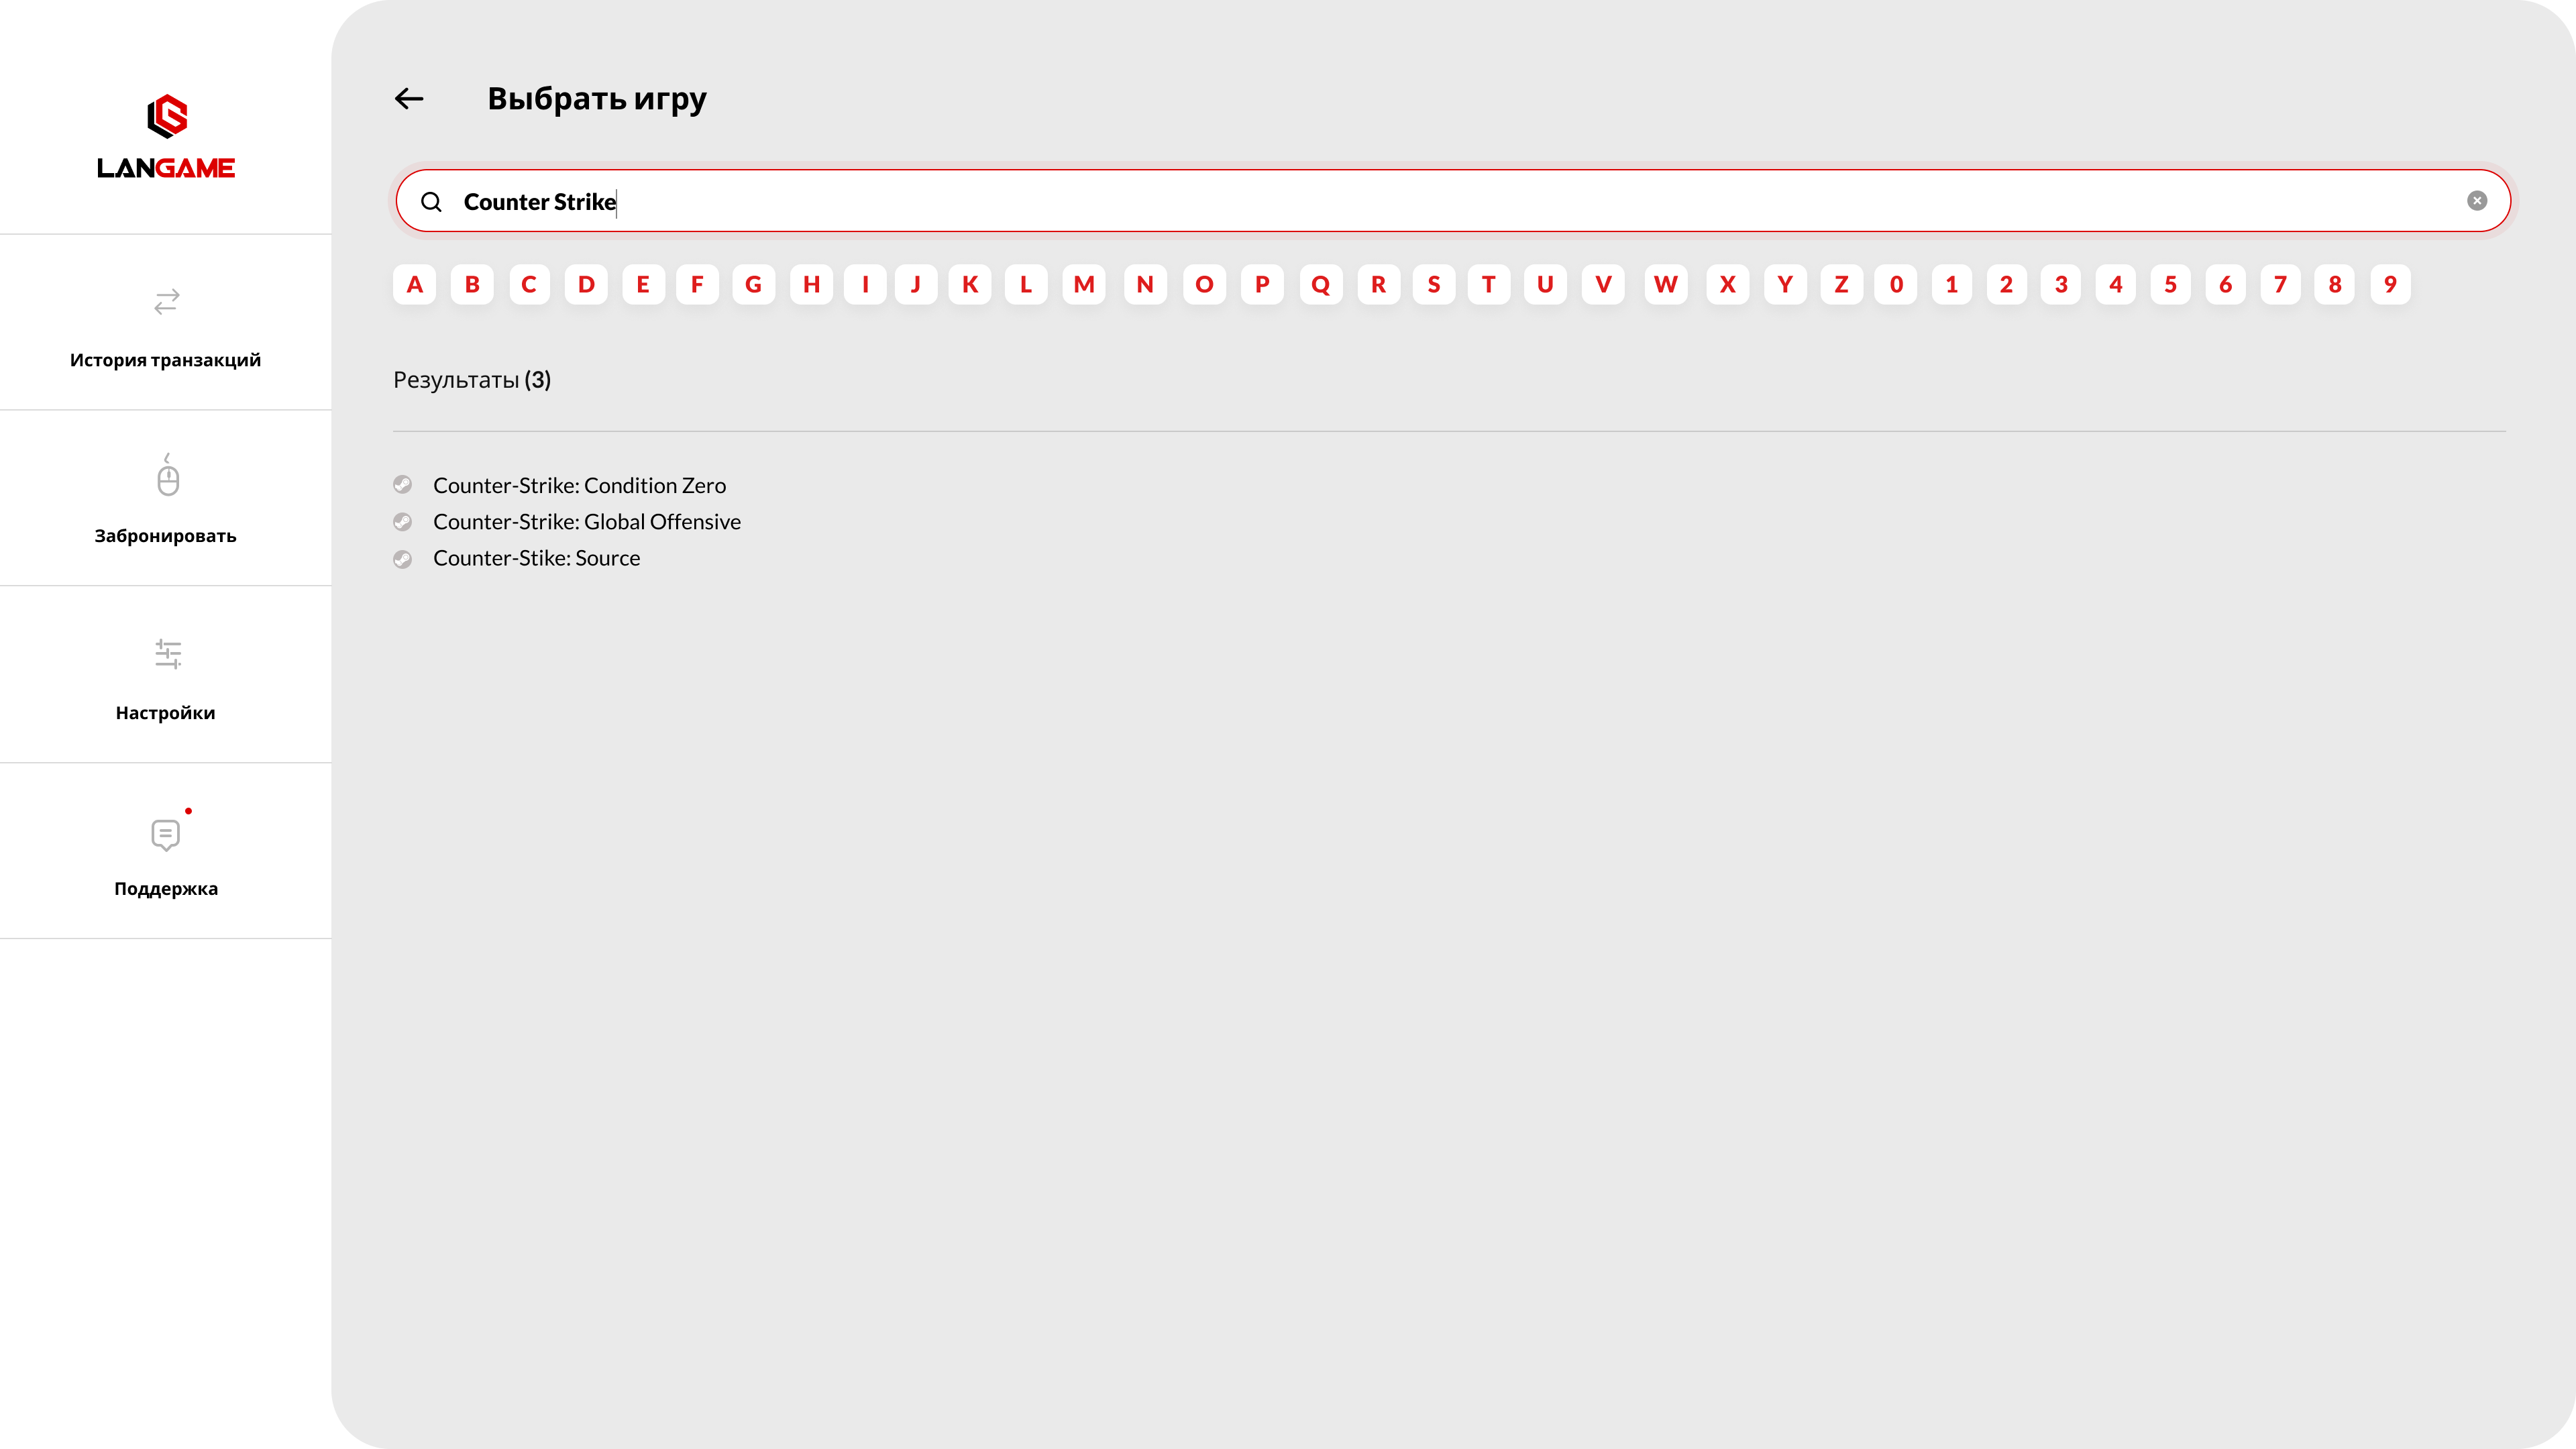 LANGAME
История транзакций
Забронировать
Настройки
Поддержка
Выбрать игру
Counter Strike
A B C D E F G H I J K L M N O P Q R S T U V W X Y Z 0 1 2 3 4 5 6 7 8 9
Результаты (3)
Counter-Strike: Condition Zero
Counter-Strike: Global Offensive
Counter-Stike: Source